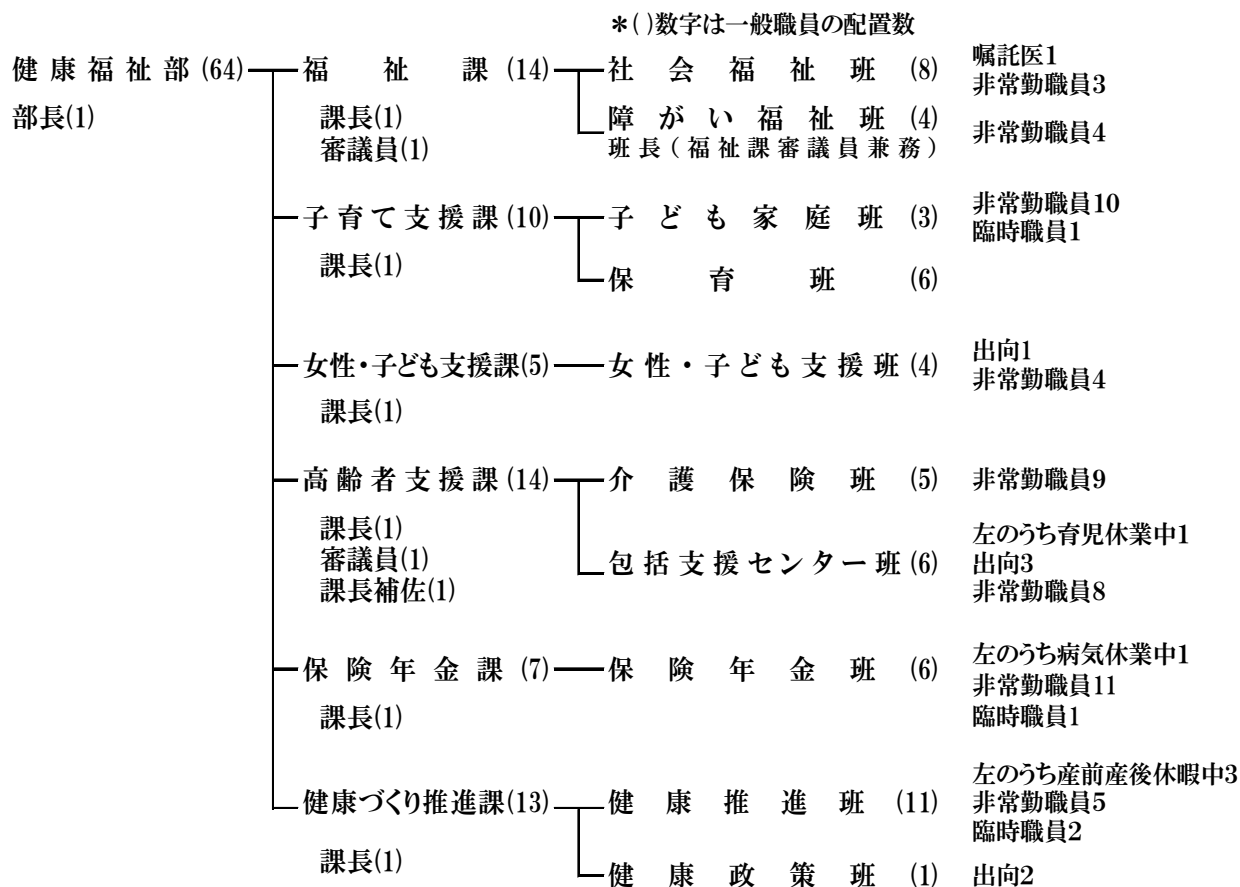 ＊( )数字は一般職員の配置数
健康福祉部(64)
部長(1)
福祉課(14)
課長(1)
審議員(1)
社会福祉班(8)
嘱託医1
非常勤職員3
障がい福祉班(4)
班長(福祉課審議員兼務)
非常勤職員4
子育て支援課(10)
課長(1)
子ども家庭班(3)
非常勤職員10
臨時職員1
保育班(6)
女性・子ども支援課(5)
課長(1)
女性・子ども支援班(4)
出向1
非常勤職員4
高齢者支援課(14)
課長(1)
審議員(1)
課長補佐(1)
介護保険班(5)
非常勤職員9
包括支援センター班(6)
左のうち育児休業中1
出向3
非常勤職員8
保険年金課(7)
課長(1)
保険年金班(6)
左のうち病気休業中1
非常勤職員11
臨時職員1
健康づくり推進課(13)
課長(1)
健康推進班(11)
左のうち産前産後休暇中3
非常勤職員5
臨時職員2
健康政策班(1)
出向2